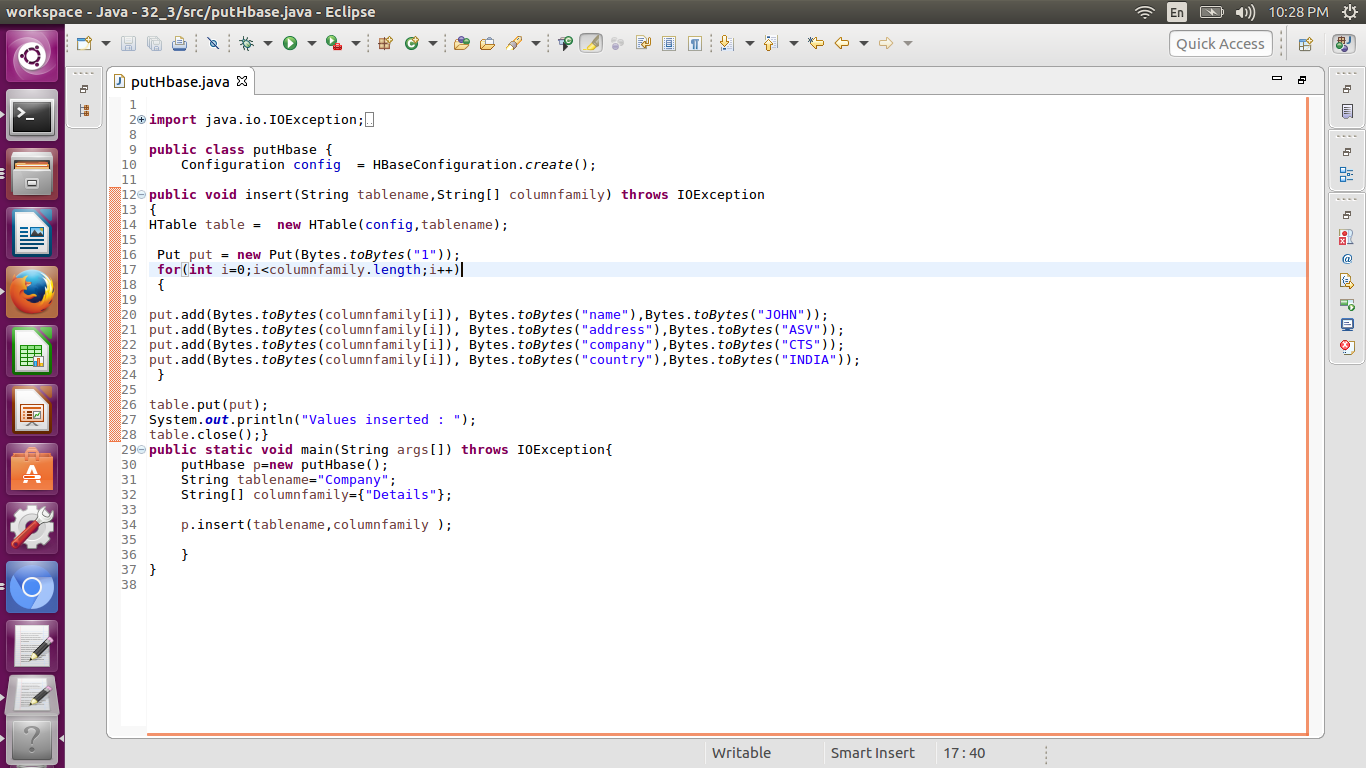 workspace - Java - 32_3/src/putHbase.java - Eclipse
En
10:28 PM
Quick Access
putHbase.java
1
2 import java.io.IOException;
8
9 public class putHbase {
10 Configuration config  = HBaseConfiguration.create();
11
12 public void insert(String tablename,String[] columnfamily) throws IOException
13 {
14 HTable table =  new HTable(config,tablename);
15
16 Put put = new Put(Bytes.toBytes("1"));
17 for(int i=0;i<columnfamily.length;i++)
18 {
19
20 put.add(Bytes.toBytes(columnfamily[i]), Bytes.toBytes("name"),Bytes.toBytes("JOHN"));
21 put.add(Bytes.toBytes(columnfamily[i]), Bytes.toBytes("address"),Bytes.toBytes("ASV"));
22 put.add(Bytes.toBytes(columnfamily[i]), Bytes.toBytes("company"),Bytes.toBytes("CTS"));
23 put.add(Bytes.toBytes(columnfamily[i]), Bytes.toBytes("country"),Bytes.toBytes("INDIA"));
24 }
25
26 table.put(put);
27 System.out.println("Values inserted : ");
28 table.close();}
29 public static void main(String args[]) throws IOException{
30 putHbase p=new putHbase();
31 String tablename="Company";
32 String[] columnfamily={"Details"};
33
34 p.insert(tablename,columnfamily );
35
36 }
37 }
38
Writable
Smart Insert
17 : 40